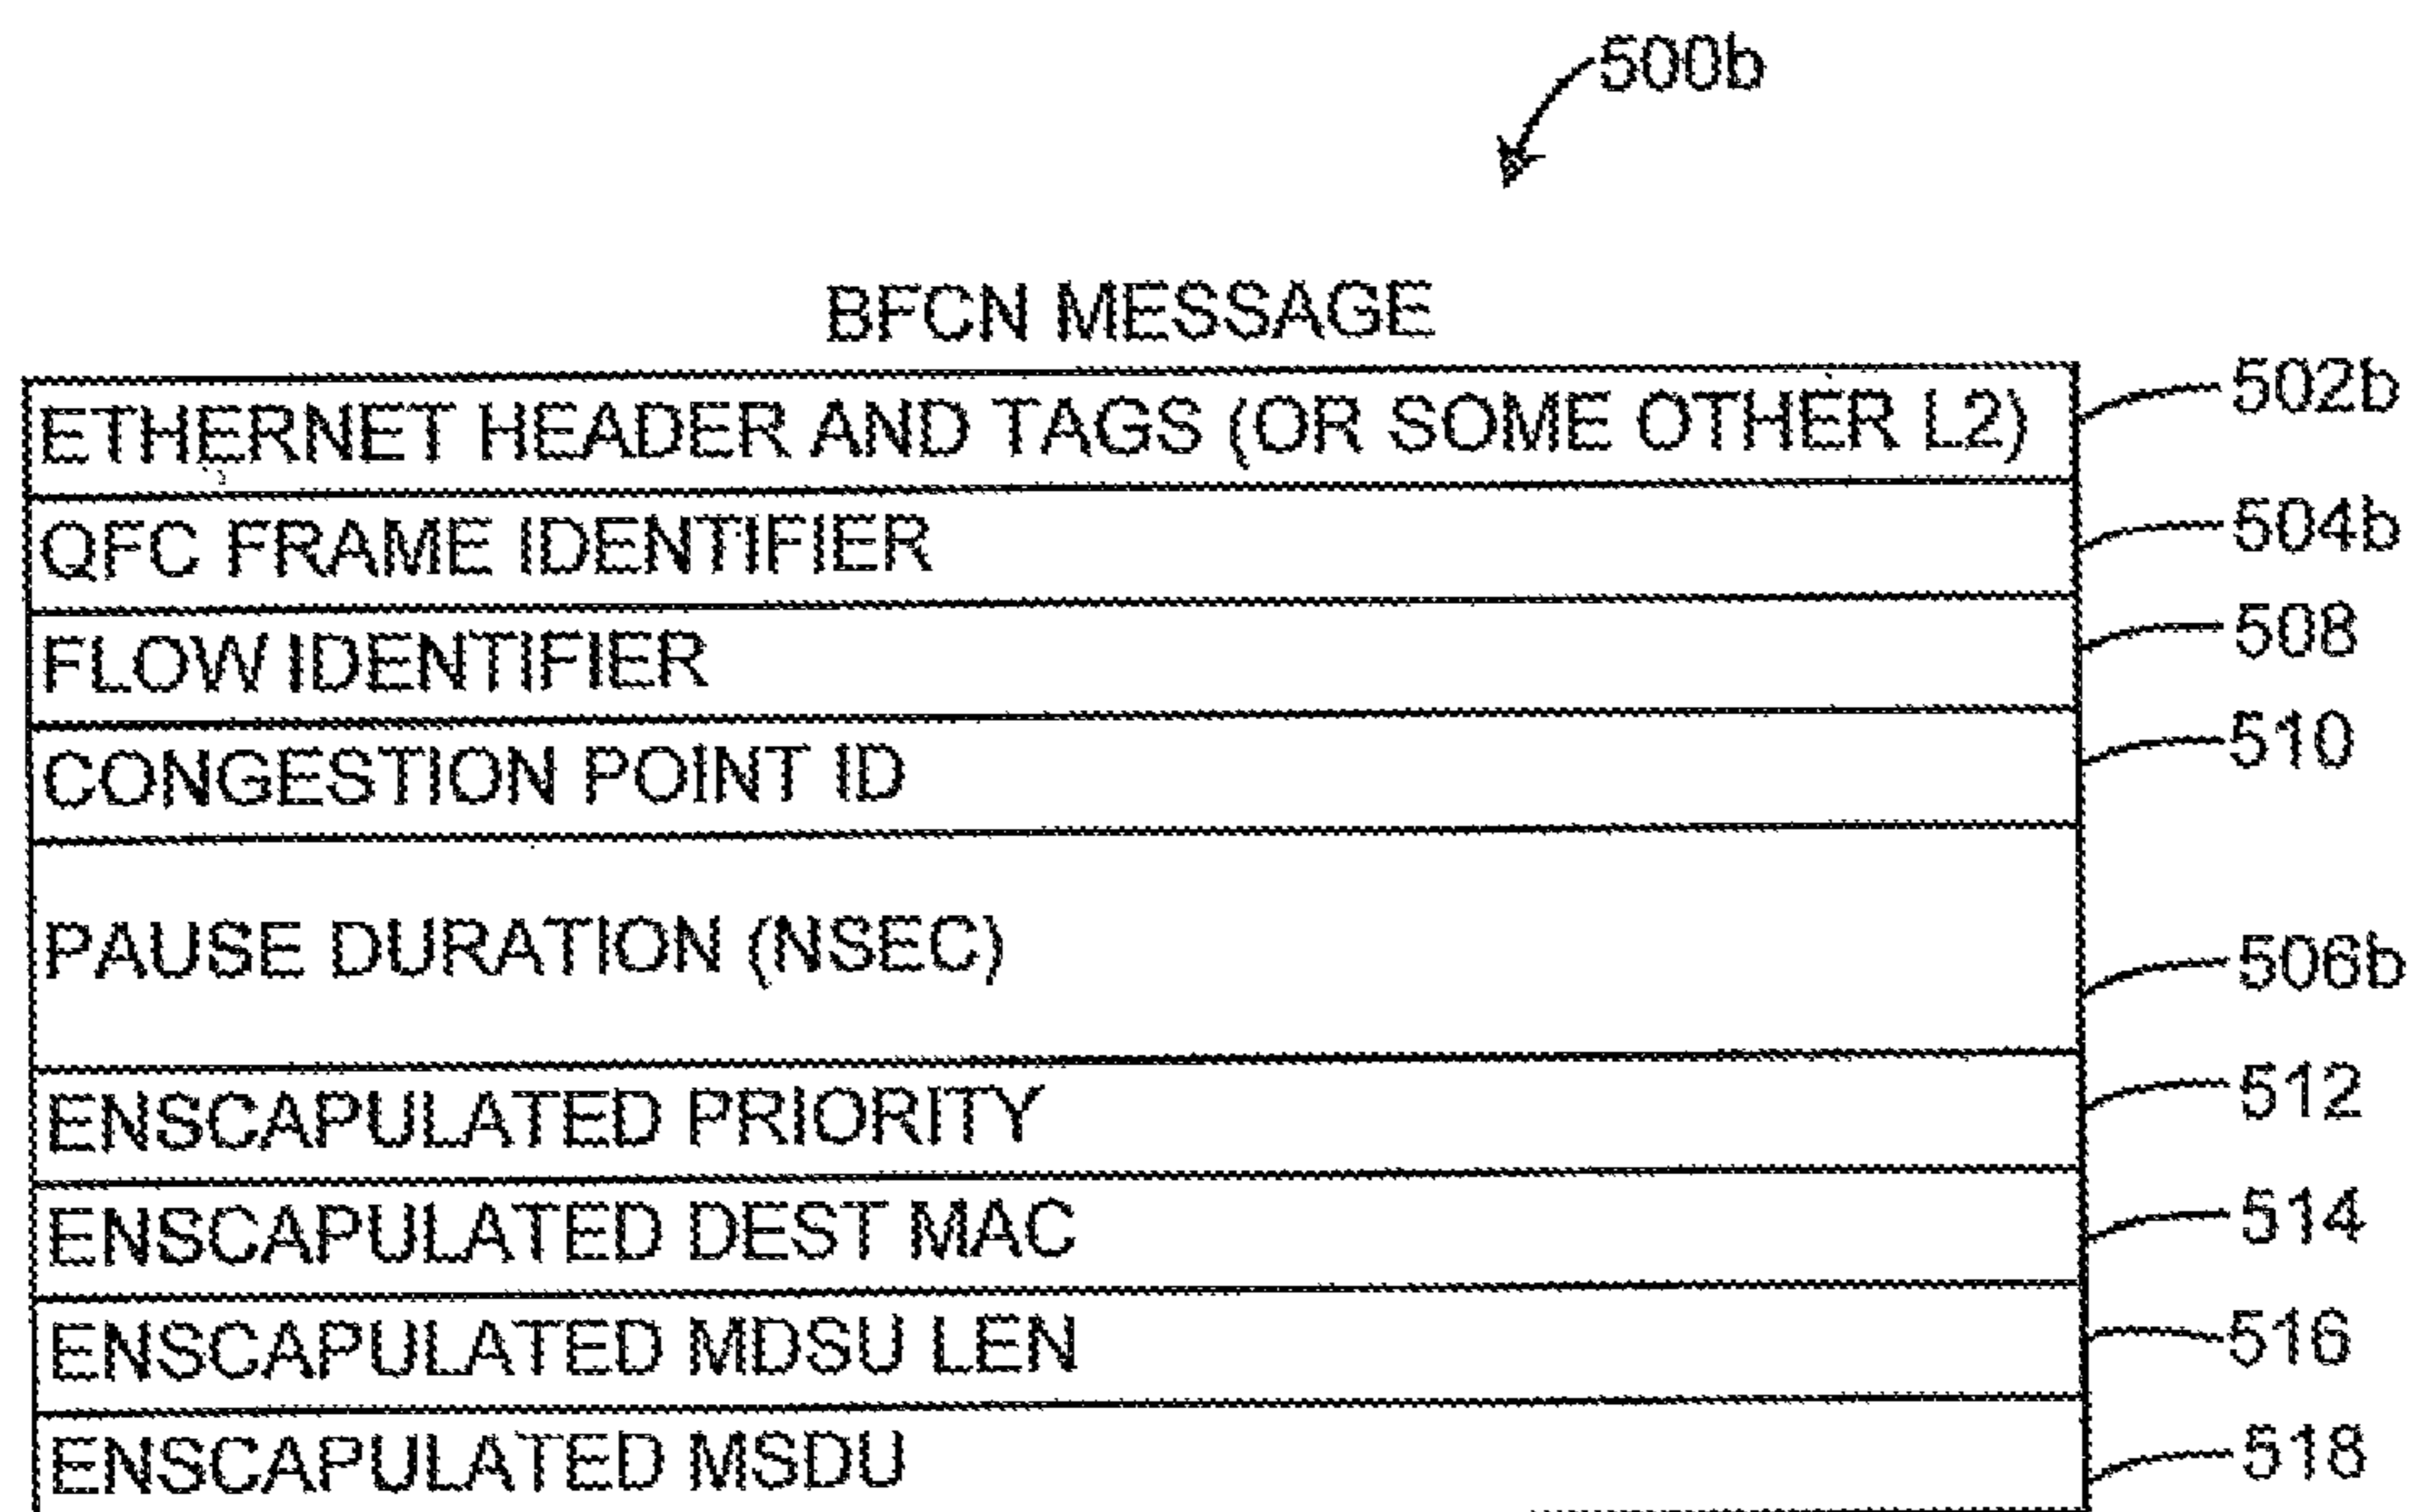 500b
BFCN MESSAGE
ETHERNET HEADER AND TAGS (OR SOME OTHER L2) 502b
QFC FRAME IDENTIFIER 504b
FLOW IDENTIFIER 508
CONGESTION POINT ID 510
PAUSE DURATION (NSEC) 506b
ENSCAPULATED PRIORITY 512
ENSCAPULATED DEST MAC 514
ENSCAPULATED MDSU LEN 516
ENSCAPULATED MSDU 518